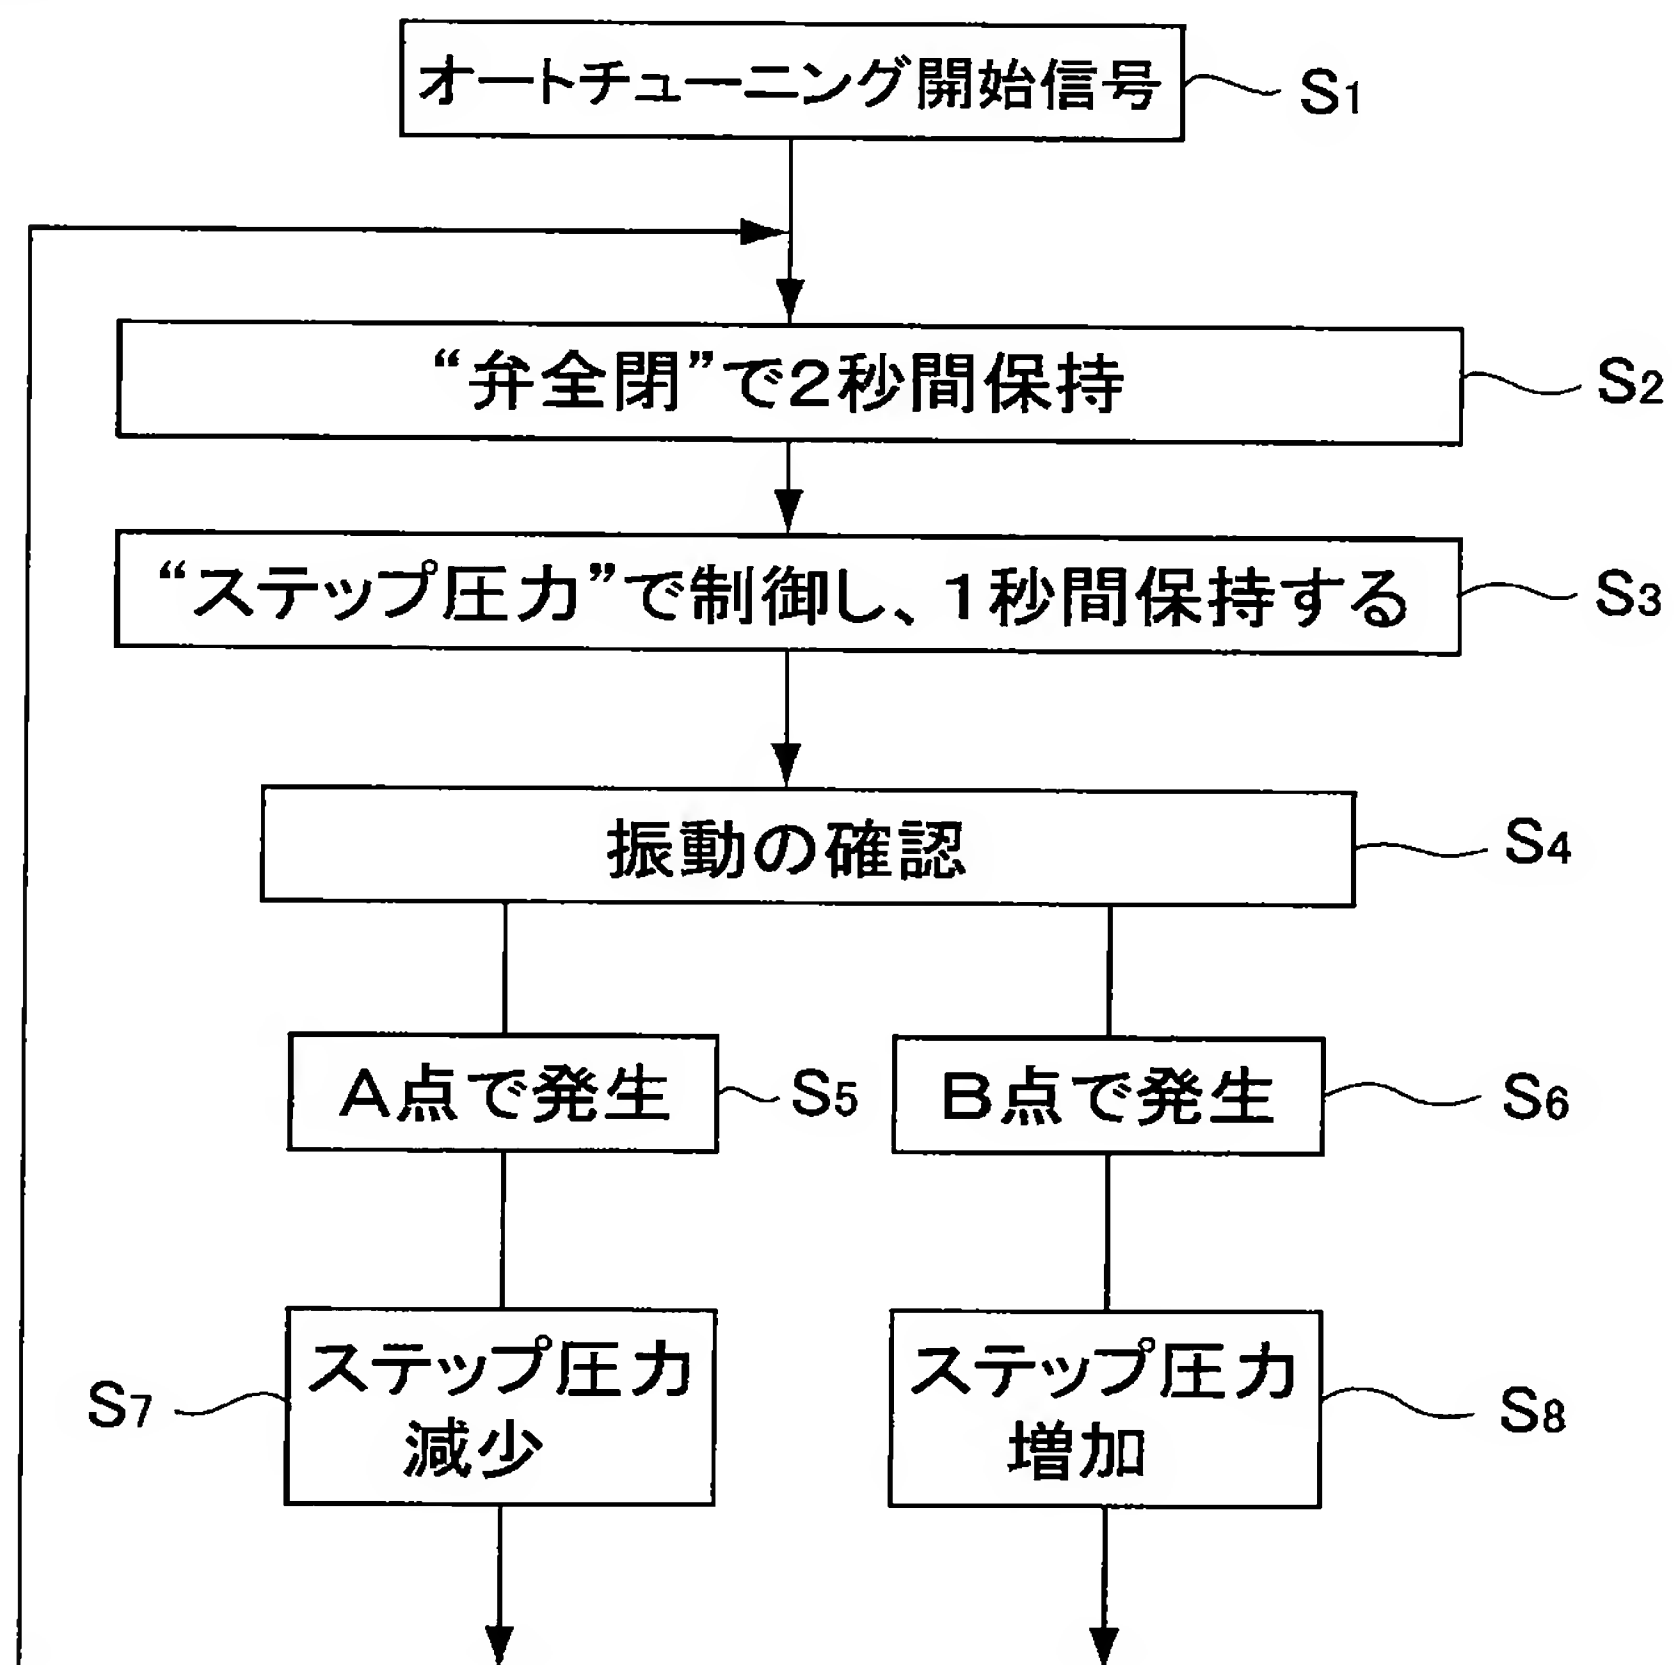 オートチューニング開始信号
S1
“弁全閉”で2秒間保持
S2
“ステップ圧力”で制御し、1秒間保持する
S3
振動の確認
S4
A点で発生
S5
B点で発生
S6
ステップ圧力
減少
S7
ステップ圧力
増加
S8